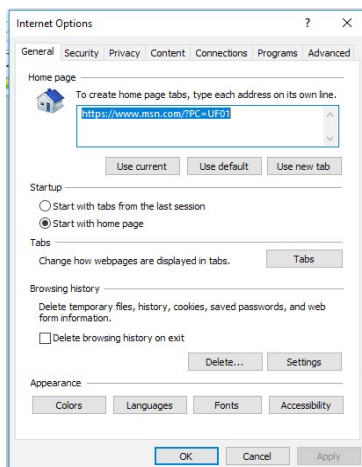 Internet Options ? ×
General Security Privacy Content Connections Programs Advanced
Home page
To create home page tabs, type each address on its own line.
https://www.msn.com/?PC=UF01
Use current Use default Use new tab
Startup
Start with tabs from the last session
Start with home page
Tabs
Change how webpages are displayed in tabs. Tabs
Browsing history
Delete temporary files, history, cookies, saved passwords, and web
form information.
Delete browsing history on exit
Delete... Settings
Appearance
Colors Languages Fonts Accessibility
OK Cancel Apply